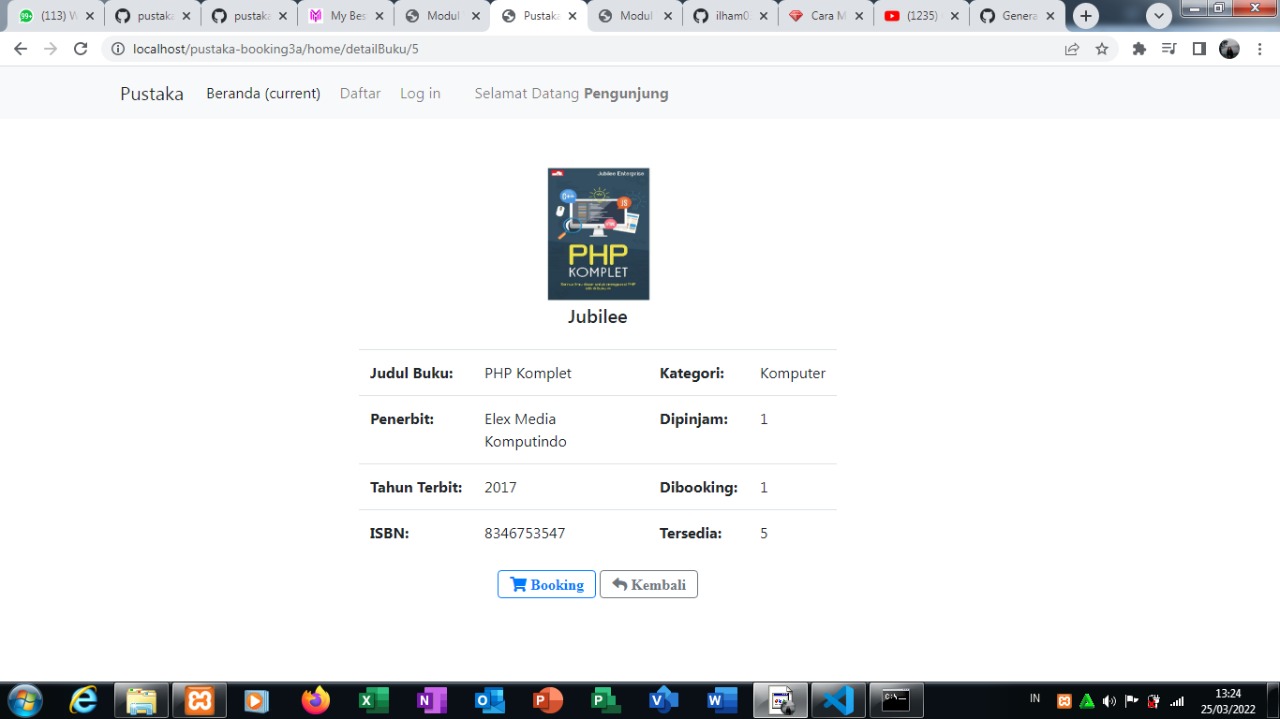 (113) W
pustaka
pustaka
My Bes
Modul
Pustaka
Modul
ilham0
Cara M
(1235)
Genera
localhost/pustaka-booking3a/home/detailBuku/5
Pustaka Beranda (current) Daftar Log in Selamat Datang Pengunjung
Jubilee Enterprise
C++
JS
PHP
KOMPLET
Jubilee
Judul Buku: PHP Komplet Kategori: Komputer
Penerbit: Elex Media Komputindo Dipinjam: 1
Tahun Terbit: 2017 Dibooking: 1
ISBN: 8346753547 Tersedia: 5
Booking Kembali
IN
13:24
25/03/2022